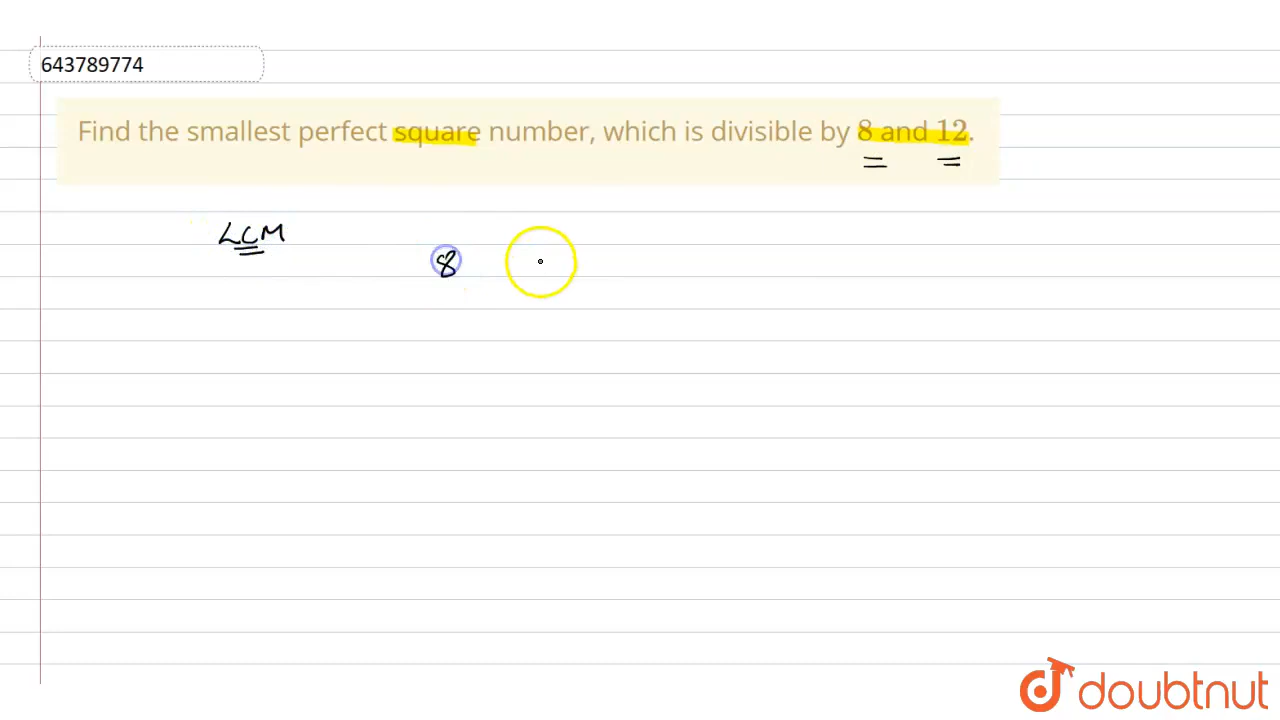 643789774
Find the smallest perfect square number, which is divisible by 8 and 12.
LCM
8
doubtnut